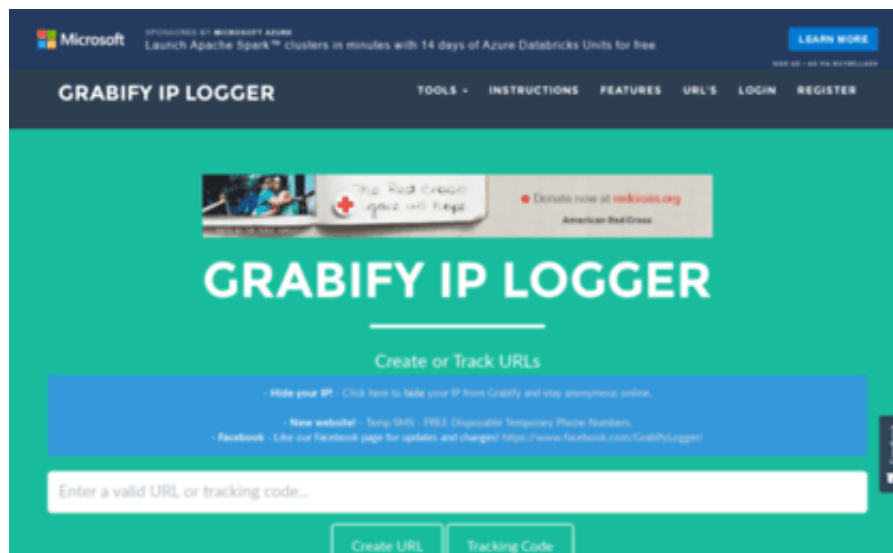 Microsoft
SPONSORED BY MICROSOFT AZURE
Launch Apache Spark™ clusters in minutes with 14 days of Azure Databricks Units for free.
LEARN MORE
GRABIFY IP LOGGER
TOOLS
INSTRUCTIONS
FEATURES
URL'S
LOGIN
REGISTER
The Red Cross
gave us hope.
Donate now at redcross.org
American Red Cross
GRABIFY IP LOGGER
Create or Track URLs
- Hide your IP! - Click here to hide your IP from Grabify and stay anonymous online.
- New website! - Temp SMS - FREE Disposable Temporary Phone Numbers.
- Facebook - Like our Facebook page for updates and changes! https://www.facebook.com/GrabifyLogger/
Enter a valid URL or tracking code...
Create URL
Tracking Code